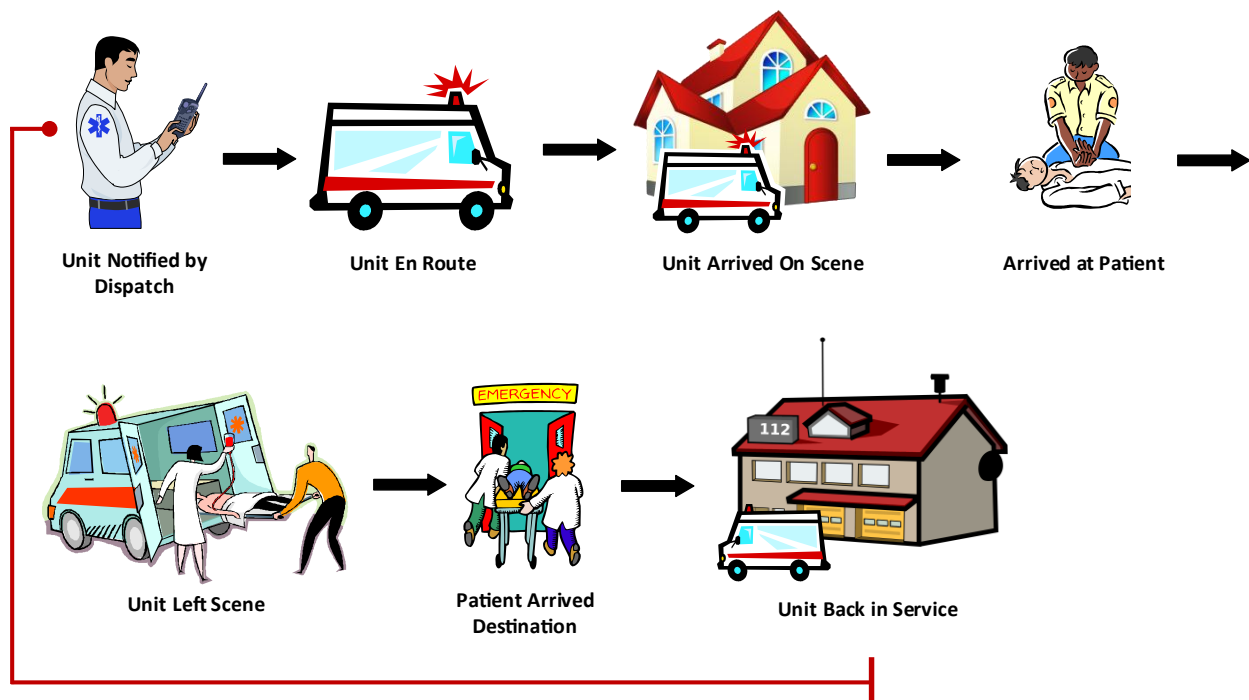 Unit Notified by
Dispatch
Unit En Route
Unit Arrived On Scene
Arrived at Patient
EMERGENCY
112
Unit Left Scene
Patient Arrived
Destination
Unit Back in Service